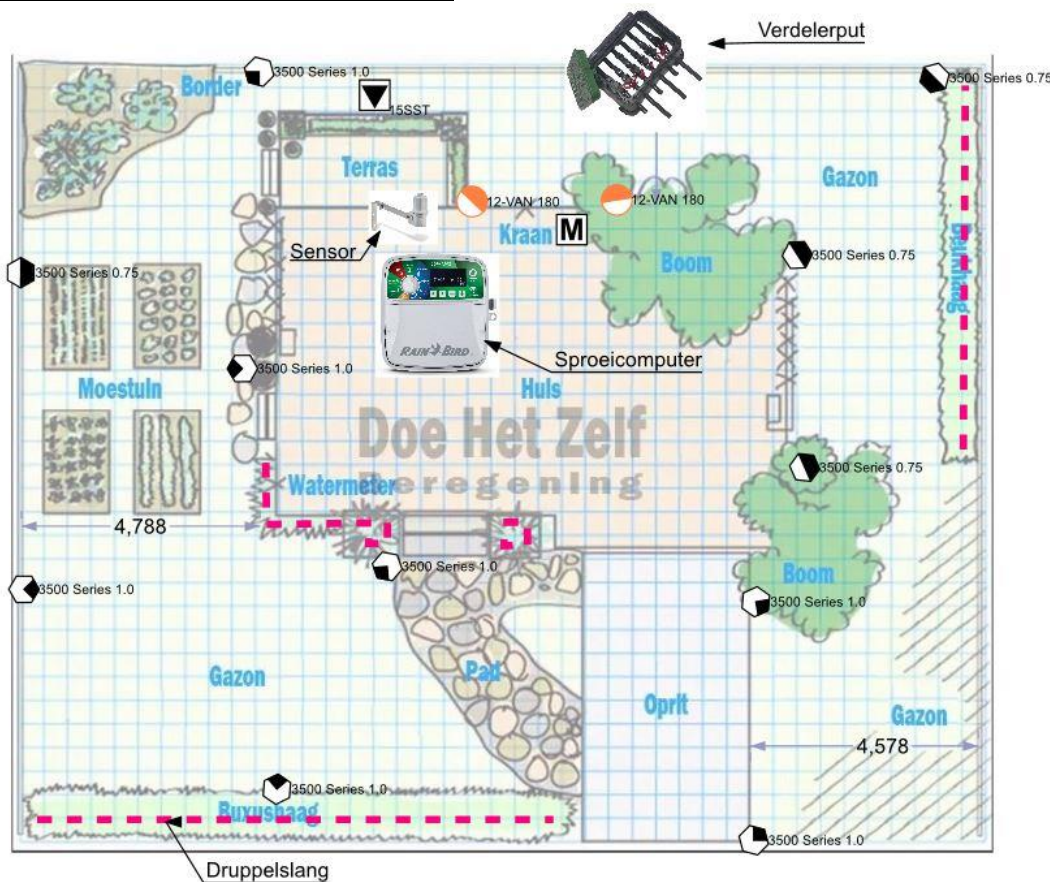 Verdelerput
3500 Series 1.0
Border
15SST
3500 Series 0.75
Terras
Gazon
12-VAN 180
12-VAN 180
Kraan
M
Sensor
Boom
3500 Series 0.75
3500 Series 0.75
RAIN BIRD
Sproeicomputer
3500 Series 1.0
Moestuin
Huis
Doe Het Zelf
Beregening
3500 Series 0.75
Watermeter
4,788
3500 Series 1.0
Boom
3500 Series 1.0
3500 Series 1.0
Gazon
Pad
Oprit
Gazon
4,578
3500 Series 1,0
Buxushaag
3500 Series 1.0
Druppelslang